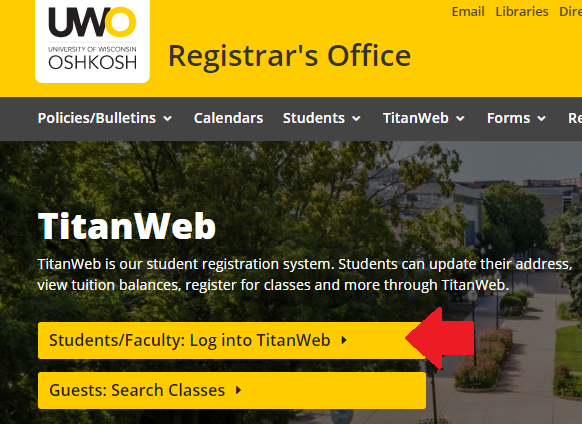 UWO
UNIVERSITY OF WISCONSIN
OSHKOSH
Email Libraries
Registrar's Office
Policies/Bulletins Calendars Students TitanWeb Forms
TitanWeb
TitanWeb is our student registration system. Students can update their address,
view tuition balances, register for classes and more through TitanWeb.
Students/Faculty: Log into TitanWeb
Guests: Search Classes